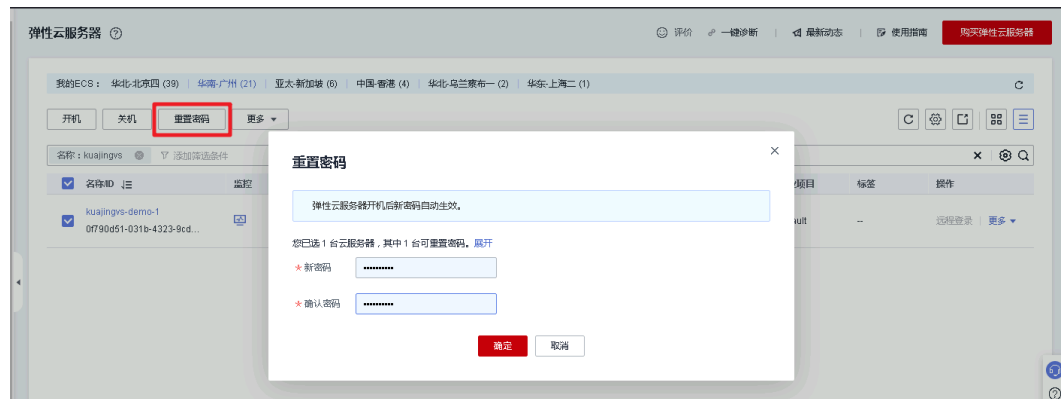 弹性云服务器
评价 一键诊断 最新动态 使用指南 购买弹性云服务器
我的ECS： 华北-北京四 (39) 华南-广州 (21) 亚太-新加坡 (6) 中国-香港 (4) 华北-乌兰察布一 (2) 华东-上海二 (1)
开机 关机 重置密码 更多
名称：kuajingvs 添加筛选条件
名称/ID 监控 项目 标签 操作
kuajingvs-demo-1
0f790d51-031b-4323-9cd... ault -- 远程登录 更多
重置密码
弹性云服务器开机后新密码自动生效。
您已选 1 台云服务器，其中 1 台可重置密码。展开
*新密码 ••••••••••
*确认密码 ••••••••••
确定 取消